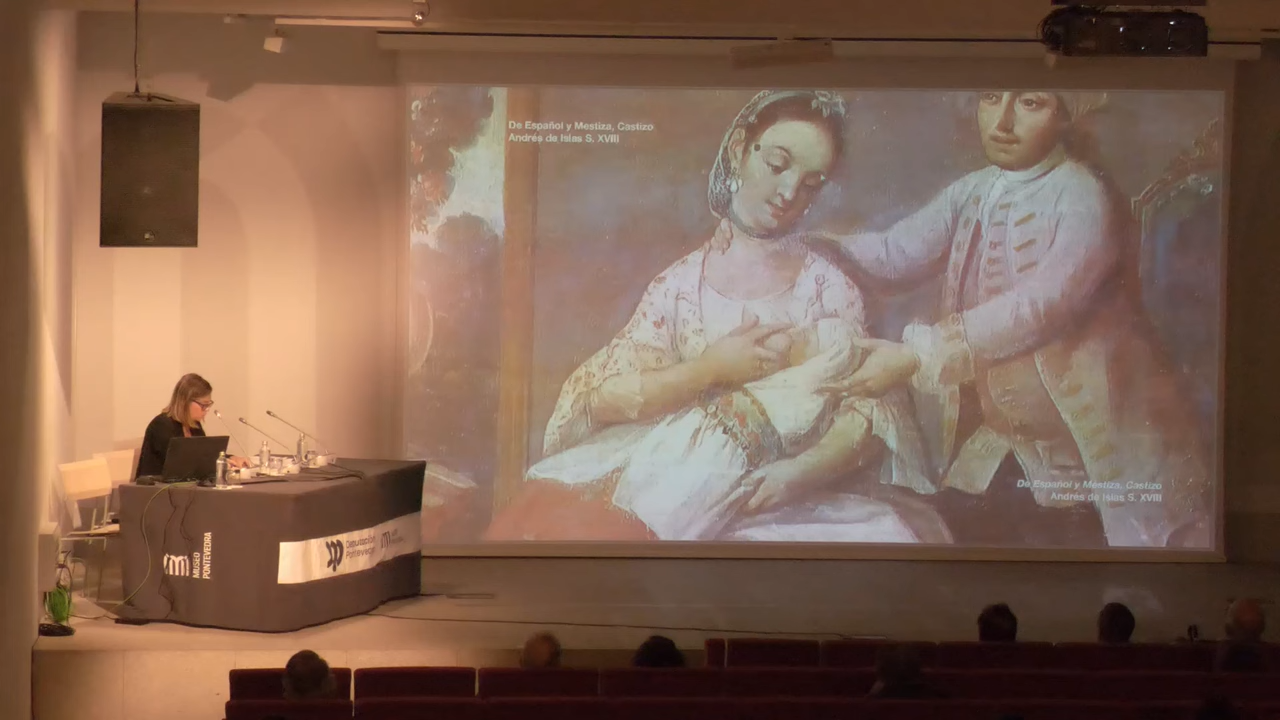 De Español y Mestiza, Castizo
Andrés de Islas S. XVIII
De Español y Mestiza, Castizo
Andrés de Islas S. XVIII
MUSEO
PONTEVEDRA
Deputación
Pontevedra